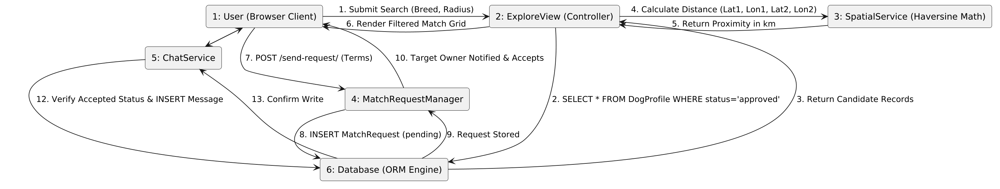 1. Submit Search (Breed, Radius)
4. Calculate Distance (Lat1, Lon1, Lat2, Lon2)
1: User (Browser Client)
2: ExploreView (Controller)
3: SpatialService (Haversine Math)
6. Render Filtered Match Grid
5. Return Proximity in km
5: ChatService
7. POST /send-request/ (Terms)
10. Target Owner Notified & Accepts
12. Verify Accepted Status & INSERT Message
13. Confirm Write
4: MatchRequestManager
2. SELECT * FROM DogProfile WHERE status='approved'
3. Return Candidate Records
8. INSERT MatchRequest (pending)
9. Request Stored
6: Database (ORM Engine)